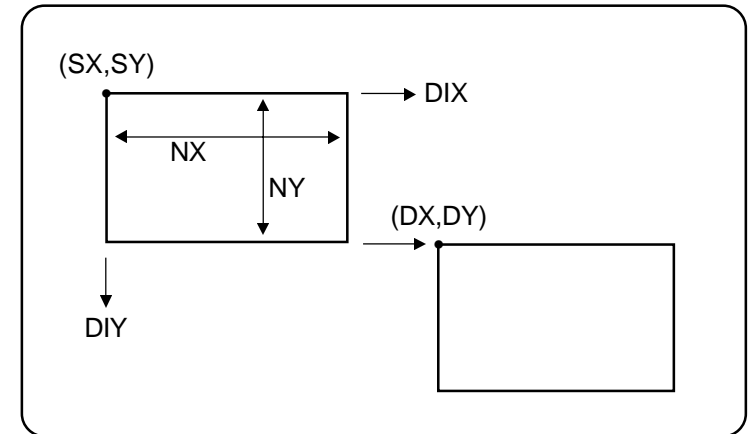 (SX,SY)
DIX
NX
NY
(DX,DY)
DIY